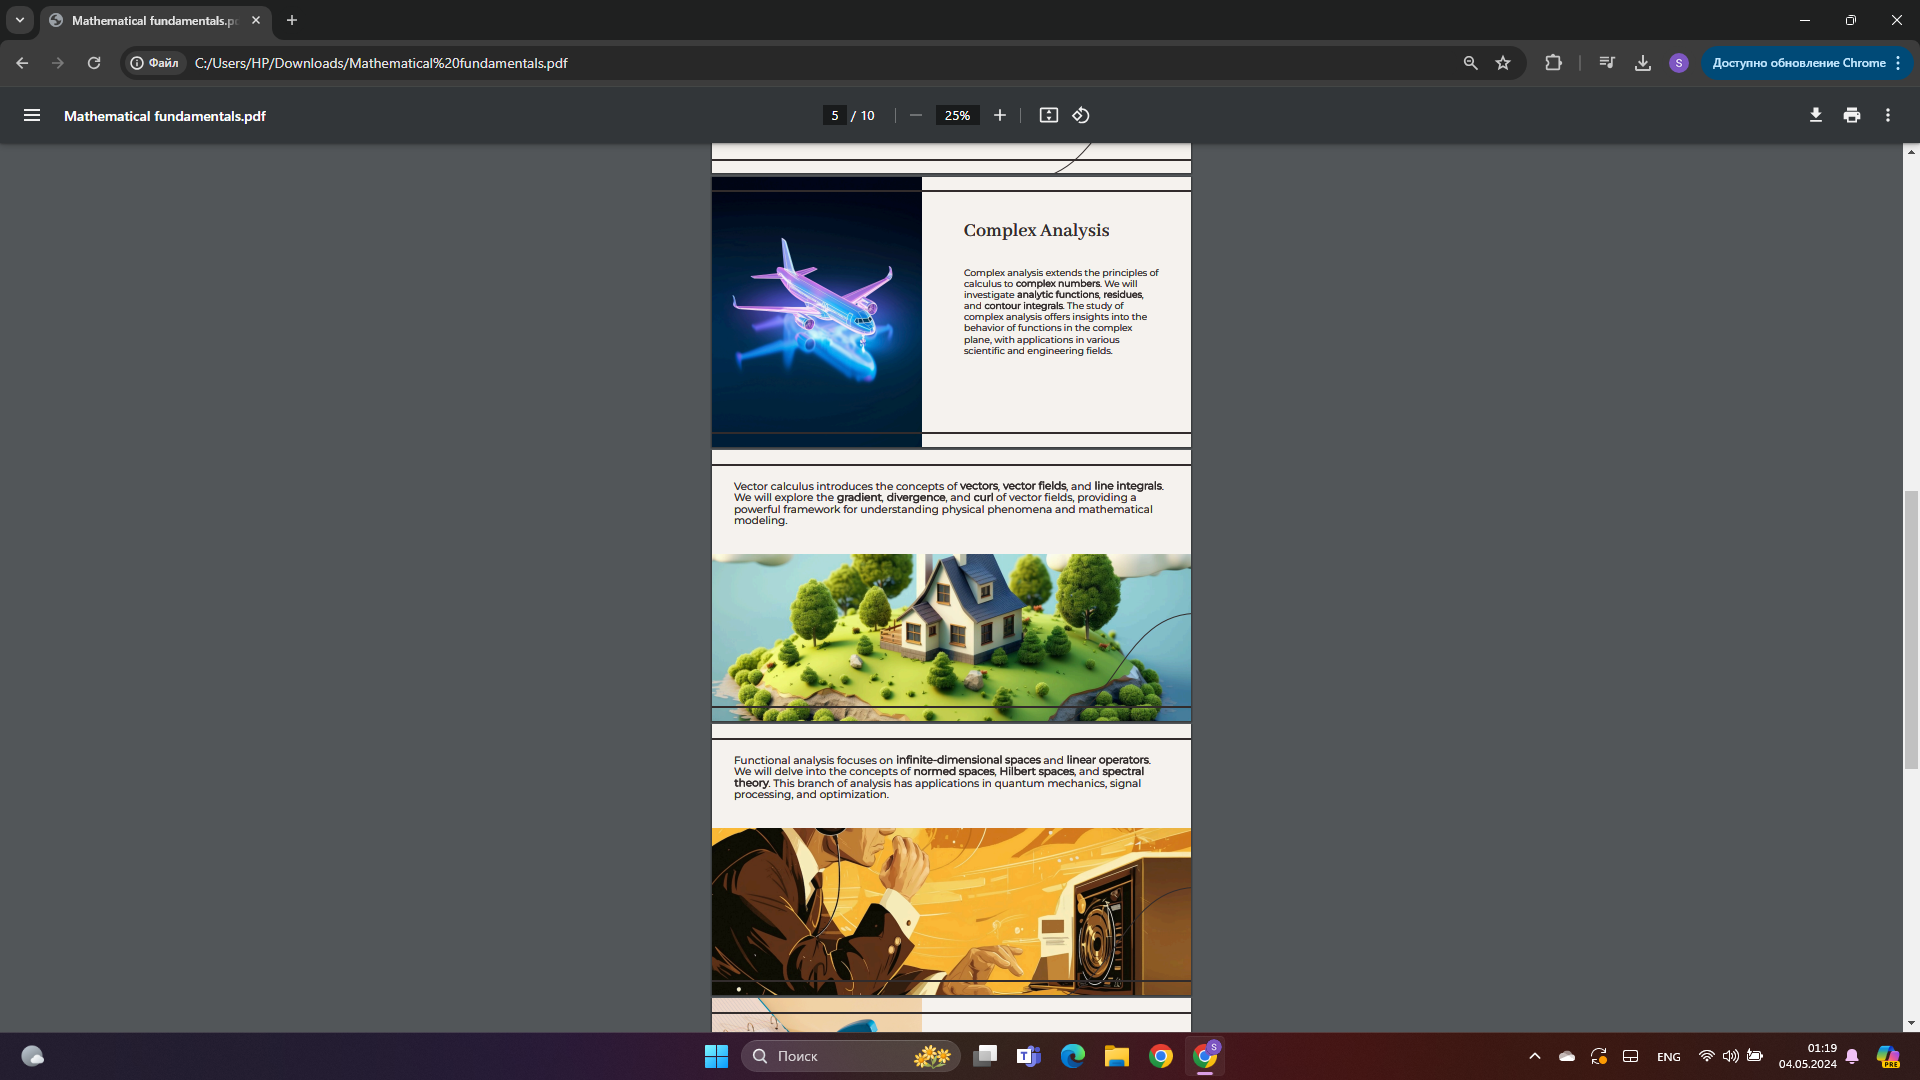 Mathematical fundamentals.pd
Файл
C:/Users/HP/Downloads/Mathematical%20fundamentals.pdf
S
Доступно обновление Chrome
Mathematical fundamentals.pdf
5 / 10
25%
Complex Analysis
Complex analysis extends the principles of
calculus to complex numbers. We will
investigate analytic functions, residues,
and contour integrals. The study of
complex analysis offers insights into the
behavior of functions in the complex
plane, with applications in various
scientific and engineering fields.
Vector calculus introduces the concepts of vectors, vector fields, and line integrals.
We will explore the gradient, divergence, and curl of vector fields, providing a
powerful framework for understanding physical phenomena and mathematical
modeling.
Functional analysis focuses on infinite-dimensional spaces and linear operators.
We will delve into the concepts of normed spaces, Hilbert spaces, and spectral
theory. This branch of analysis has applications in quantum mechanics, signal
processing, and optimization.
Поиск
T
S
ENG
01:19
04.05.2024
PRE